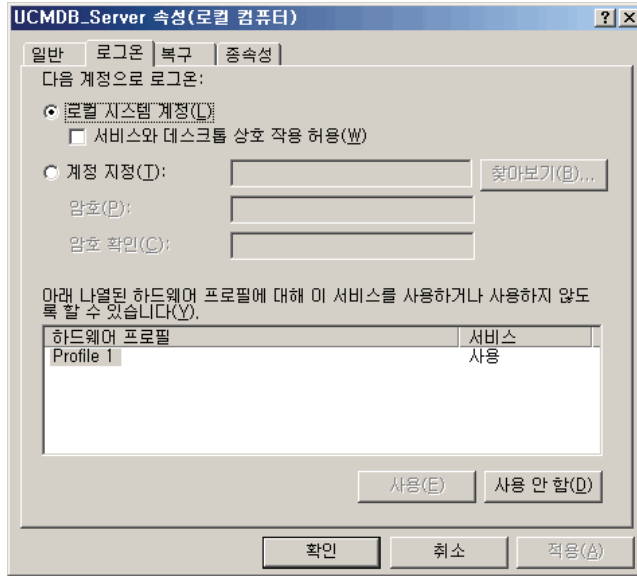 UCMDB_Server 속성(로컬 컴퓨터)
일반 로그온 복구 종속성
다음 계정으로 로그온:
로컬 시스템 계정(L)
서비스와 데스크톱 상호 작용 허용(W)
계정 지정(T): 찾아보기(B)...
암호(P):
암호 확인(C):
아래 나열된 하드웨어 프로필에 대해 이 서비스를 사용하거나 사용하지 않도
록 할 수 있습니다(Y).
하드웨어 프로필 서비스
Profile 1 사용
사용(E) 사용 안 함(D)
확인 취소 적용(A)